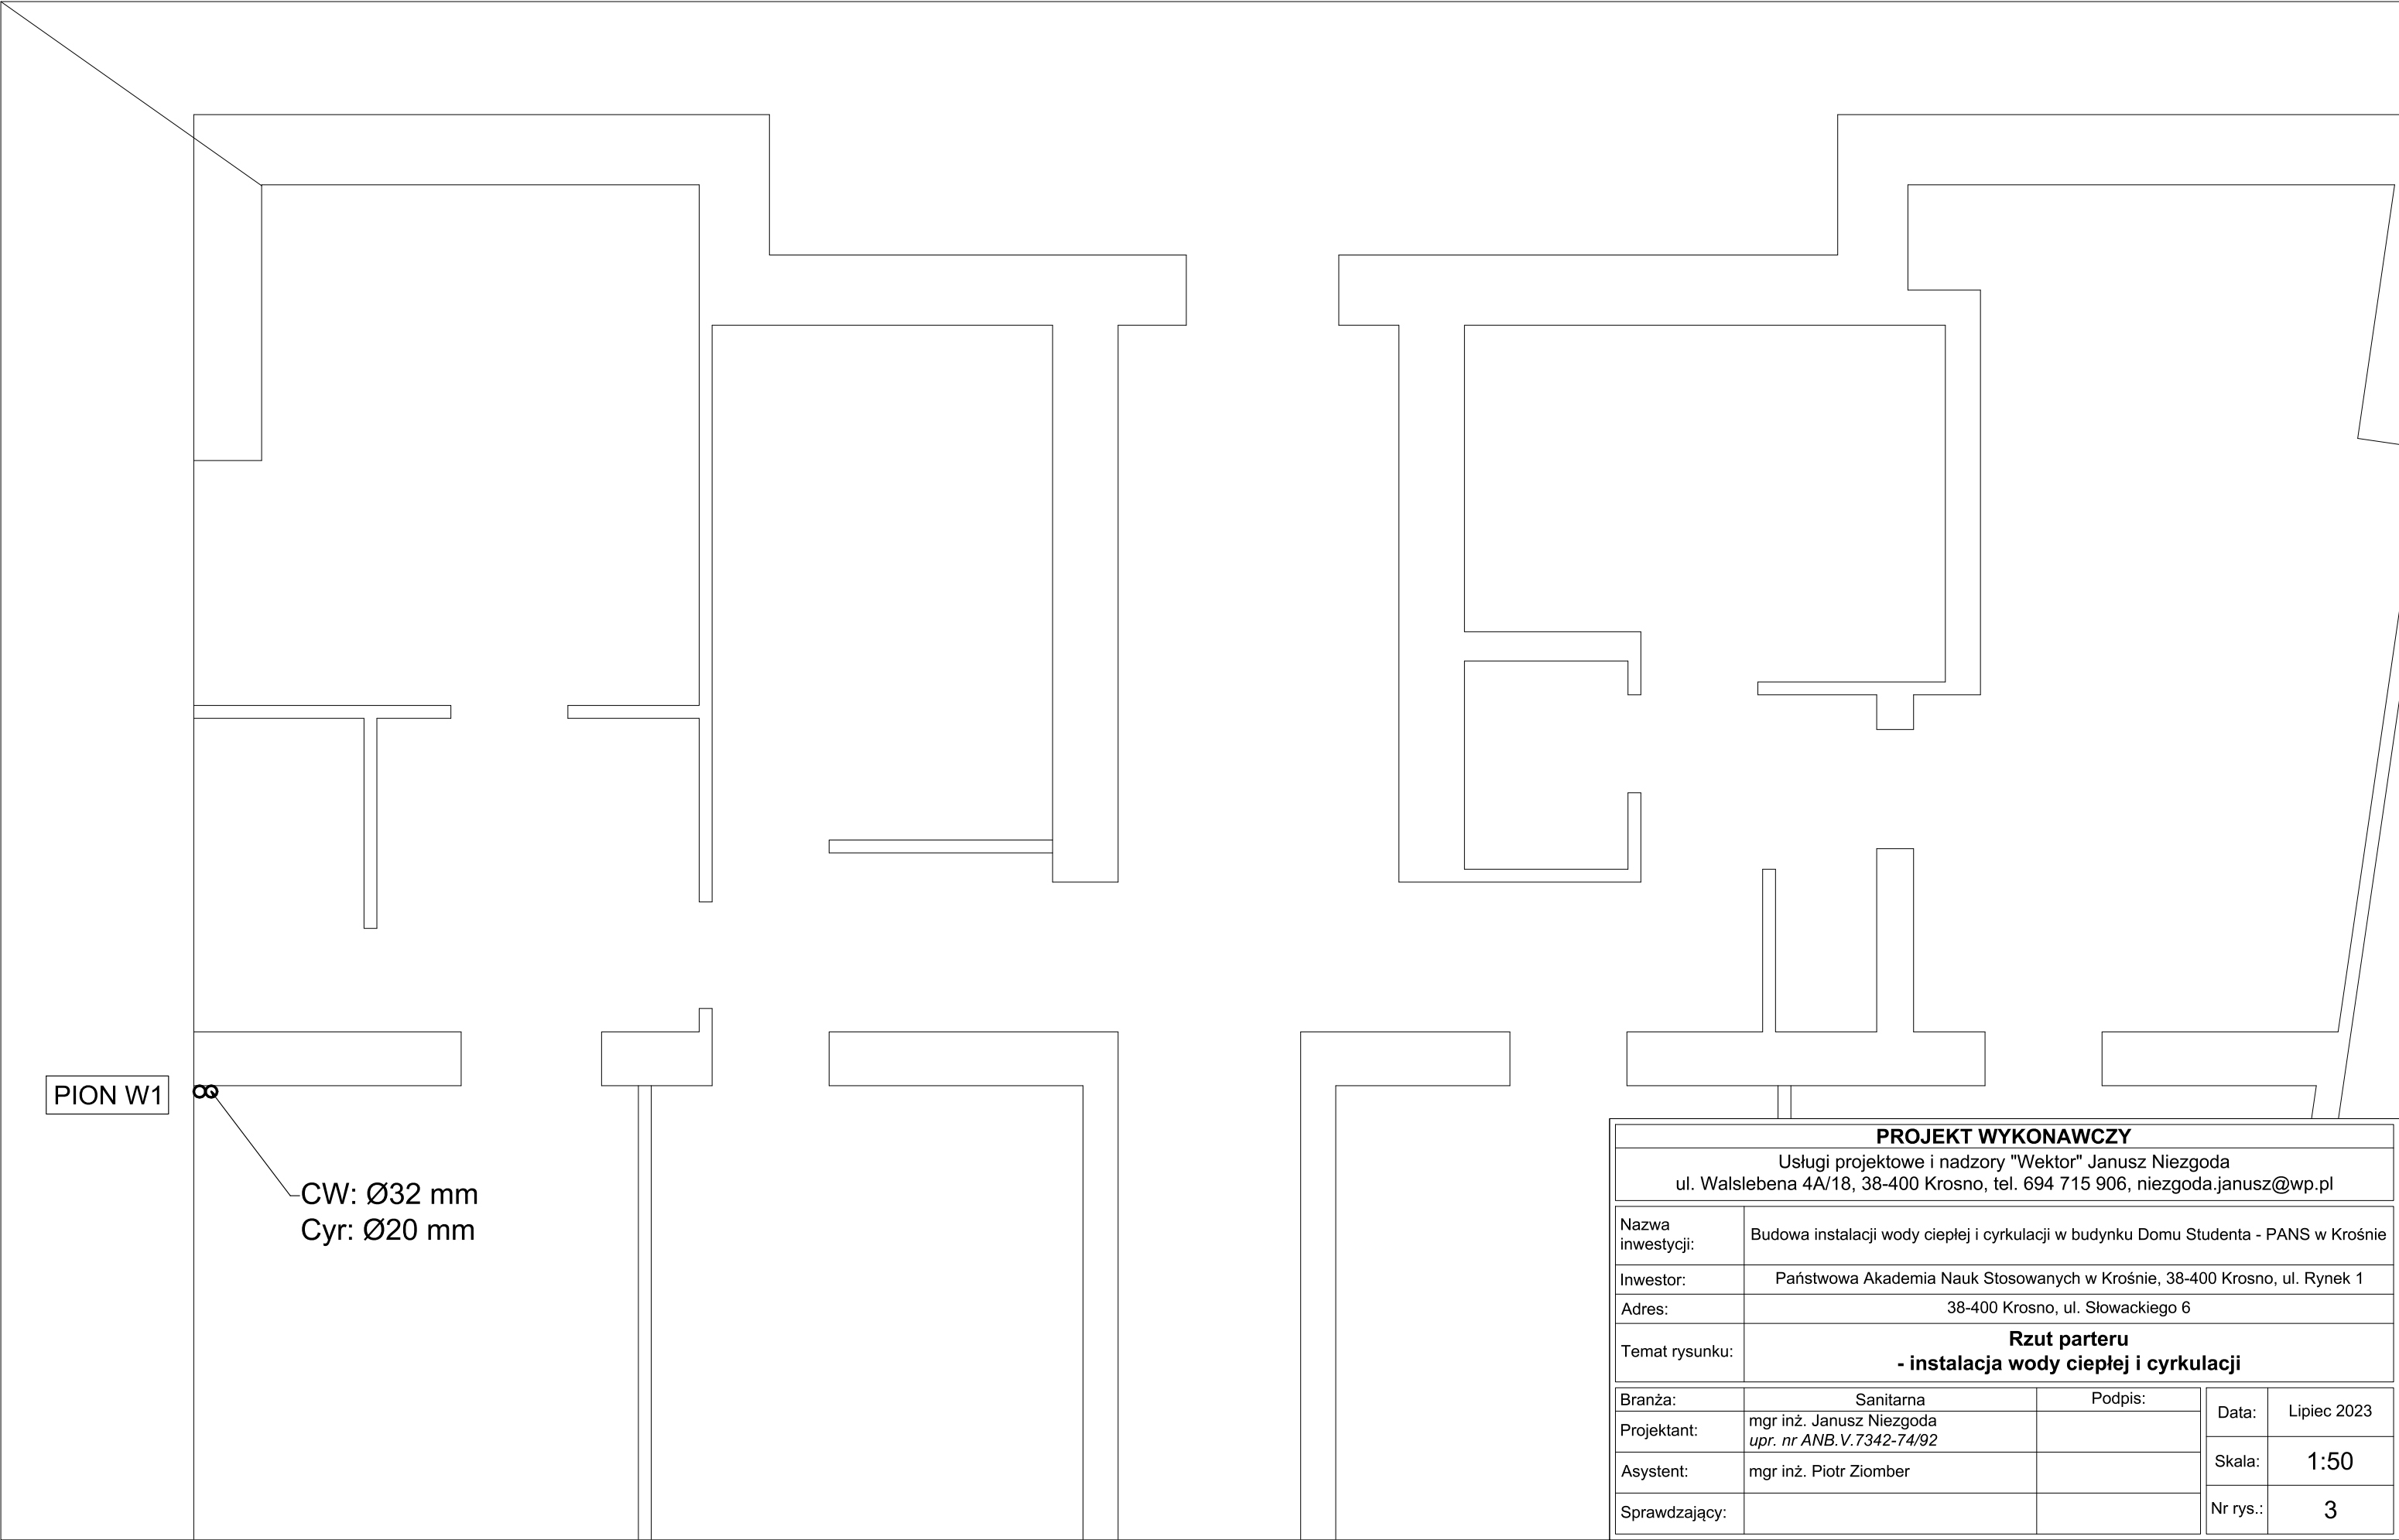 PION W1
CW: Ø32 mm
Cyr: Ø20 mm
PROJEKT WYKONAWCZY
Usługi projektowe i nadzory "Wektor" Janusz Niezgoda
ul. Walslebena 4A/18, 38-400 Krosno, tel. 694 715 906, niezgoda.janusz@wp.pl
Nazwa
inwestycji:
Budowa instalacji wody ciepłej i cyrkulacji w budynku Domu Studenta - PANS w Krośnie
Inwestor:
Państwowa Akademia Nauk Stosowanych w Krośnie, 38-400 Krosno, ul. Rynek 1
Adres:
38-400 Krosno, ul. Słowackiego 6
Temat rysunku:
Rzut parteru
- instalacja wody ciepłej i cyrkulacji
Branża:
Sanitarna
Podpis:
Projektant:
mgr inż. Janusz Niezgoda
upr. nr ANB.V.7342-74/92
Asystent:
mgr inż. Piotr Ziomber
Sprawdzający:
Data:
Lipiec 2023
Skala:
1:50
Nr rys.:
3